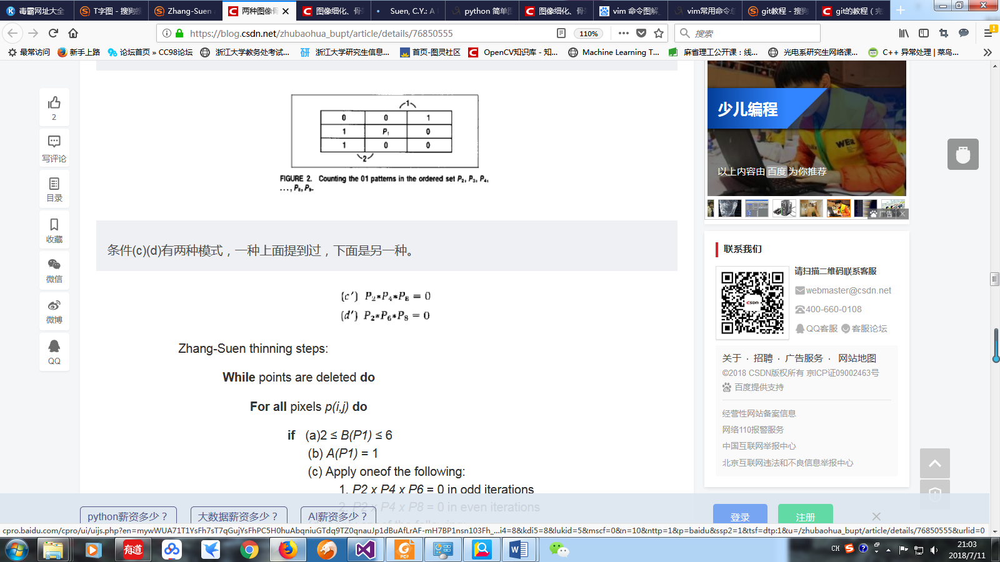 毒霸网址大全
T字图 - 搜狗搜
Zhang-Suen
两种图像骨
图像细化、骨
Suen, C.Y.: A
python 简单图
图像细化、骨
vim 命令图解_
vim常用命令总
git教程 - 搜狗
git的教程（完
https://blog.csdn.net/zhubaohua_bupt/article/details/76850555
110%
搜索
最常访问
新手上路
论坛首页 » CC98论坛
浙江大学教务处考试...
浙江大学研究生信息...
首页-图灵社区
OpenCV知识库 - 知...
Machine Learning T...
麻省理工公开课：线...
光电系研究生网络课...
C++ 异常处理 | 菜鸟...
2
写评论
目录
收藏
微信
微博
QQ
1
0 0 1
1 P₁ 0
1 0 0
2
FIGURE 2. Counting the 01 patterns in the ordered set P₂, P₃, P₄,
..., P₈, P₉.
条件(c)(d)有两种模式，一种上面提到过，下面是另一种。
(c′) P₂*P₄*P₈ = 0
(d′) P₂*P₆*P₈ = 0
Zhang-Suen thinning steps:
While points are deleted do
For all pixels p(i,j) do
if (a)2 ≤ B(P1) ≤ 6
(b) A(P1) = 1
(c) Apply oneof the following:
1. P2 x P4 x P6 = 0 in odd iterations
2. P2 x P4 x P8 = 0 in even iterations
python薪资多少？
大数据薪资多少？
AI薪资多少？
登录
注册
少儿编程
以上内容由 百度 为你推荐
广告
联系我们
请扫描二维码联系客服
CSDN
webmaster@csdn.net
400-660-0108
QQ客服 客服论坛
关于 · 招聘 · 广告服务 · 网站地图
©2018 CSDN版权所有 京ICP证09002463号
百度提供支持
经营性网站备案信息
网络110报警服务
中国互联网举报中心
北京互联网违法和不良信息举报中心
cpro.baidu.com/cpro/ui/uijs.php?en=mywWUA71T1YsFh7sT7qGujYsFhPC5H0huAbqniuGTdq9TZ0qnauJp1dBuAfLrAF-mH7BP1nsn103Fh_...i4=8&kdi5=8&lukid=5&mscf=0&n=10&nttp=1&p=baidu&ssp2=1&tsf=dtp:1&u=/zhubaohua_bupt/article/details/76850555&urlid=0
有道
PDF
CH
21:03
2018/7/11